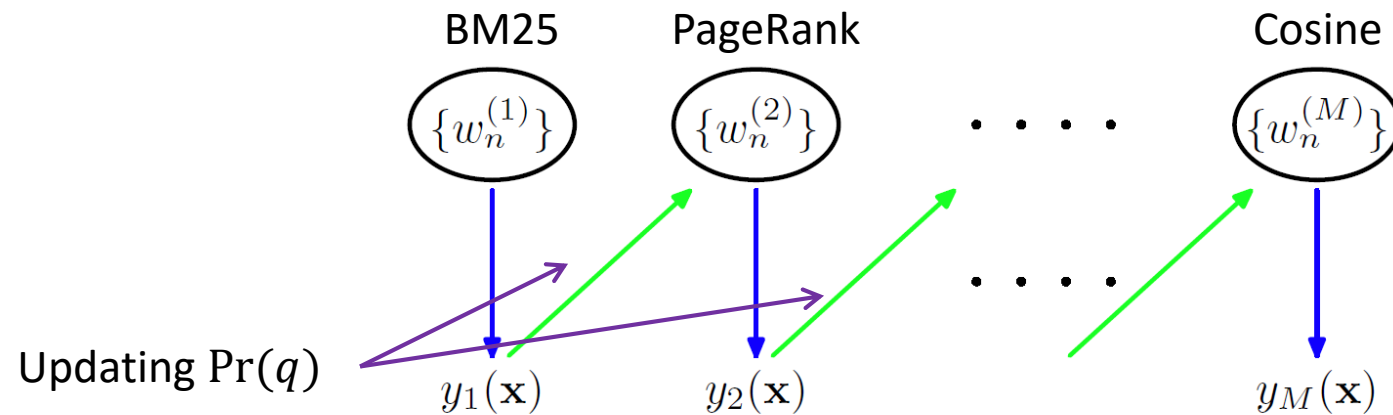 BM25 PageRank Cosine
{w_n^{(1)}} {w_n^{(2)}} . . . . {w_n^{(M)}}
. . . .
Updating Pr(q)
y_1(x) y_2(x) y_M(x)